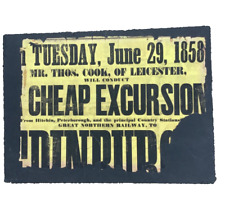 TUESDAY, June 29, 1858
MR. THOS. COOK, OF LEICESTER,
WILL CONDUCT
CHEAP EXCURSION
From Hitchin, Peterborough, and the principal Country Stations
GREAT NORTHERN RAILWAY, TO
EDINBURG